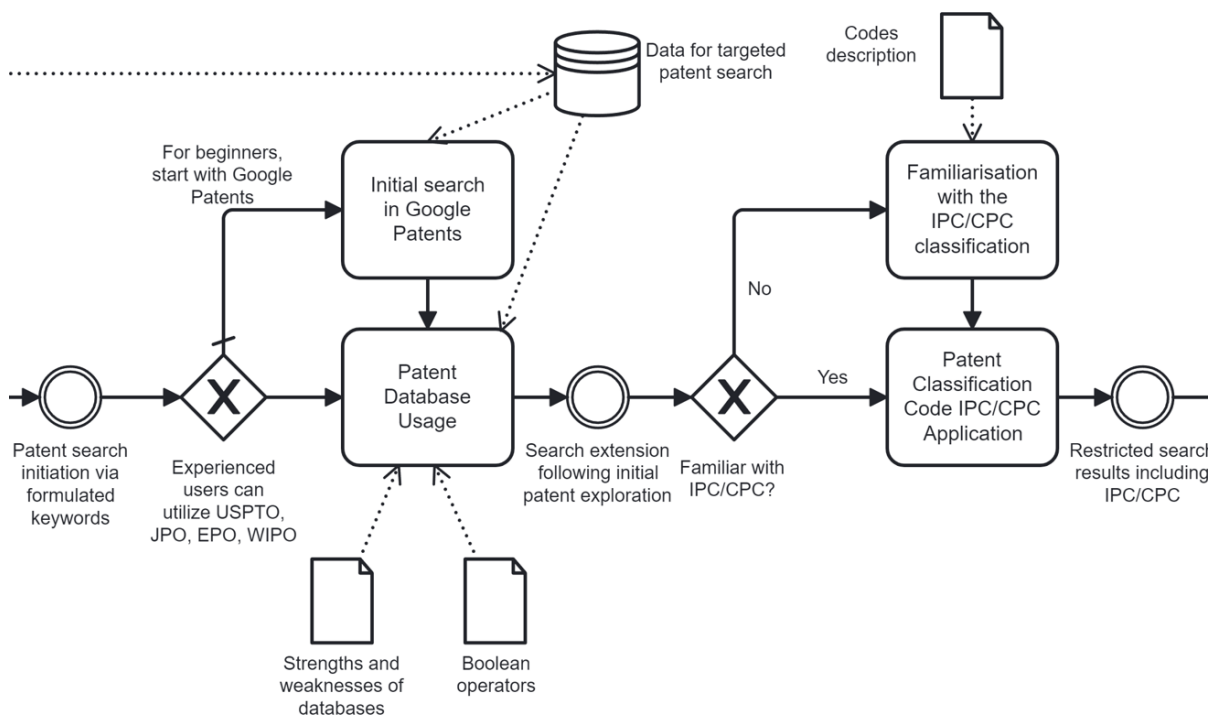 Data for targeted
patent search
Codes
description
For beginners,
start with Google
Patents
Initial search
in Google
Patents
Familiarisation
with the
IPC/CPC
classification
No
X
Patent
Database
Usage
X
Yes
Patent
Classification
Code IPC/CPC
Application
Patent search
initiation via
formulated
keywords
Experienced
users can
utilize USPTO,
JPO, EPO, WIPO
Search extension
following initial
patent exploration
Familiar with
IPC/CPC?
Restricted search
results including
IPC/CPC
Strengths and
weaknesses of
databases
Boolean
operators